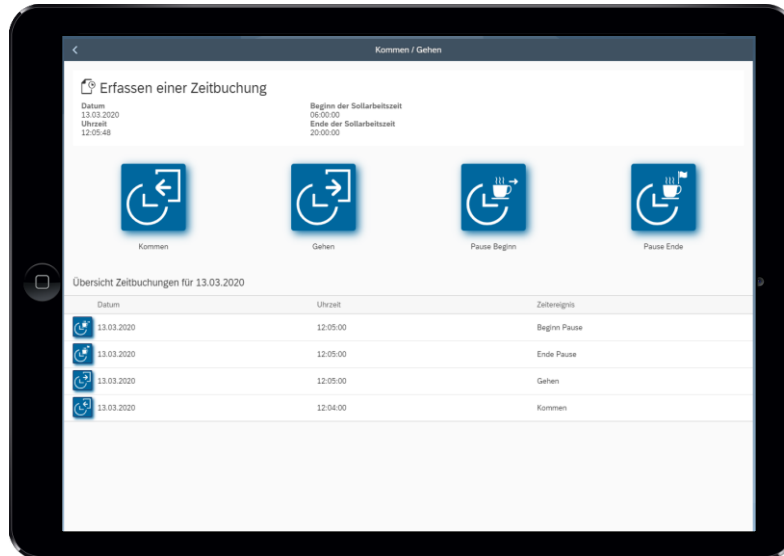 Kommen / Gehen
Erfassen einer Zeitbuchung
Datum Beginn der Sollarbeitszeit
13.03.2020 06:00:00
Uhrzeit Ende der Sollarbeitszeit
12:05:48 20:00:00
Kommen Gehen Pause Beginn Pause Ende
Übersicht Zeitbuchungen für 13.03.2020
Datum Uhrzeit Zeitereignis
13.03.2020 12:05:00 Beginn Pause
13.03.2020 12:05:00 Ende Pause
13.03.2020 12:05:00 Gehen
13.03.2020 12:04:00 Kommen